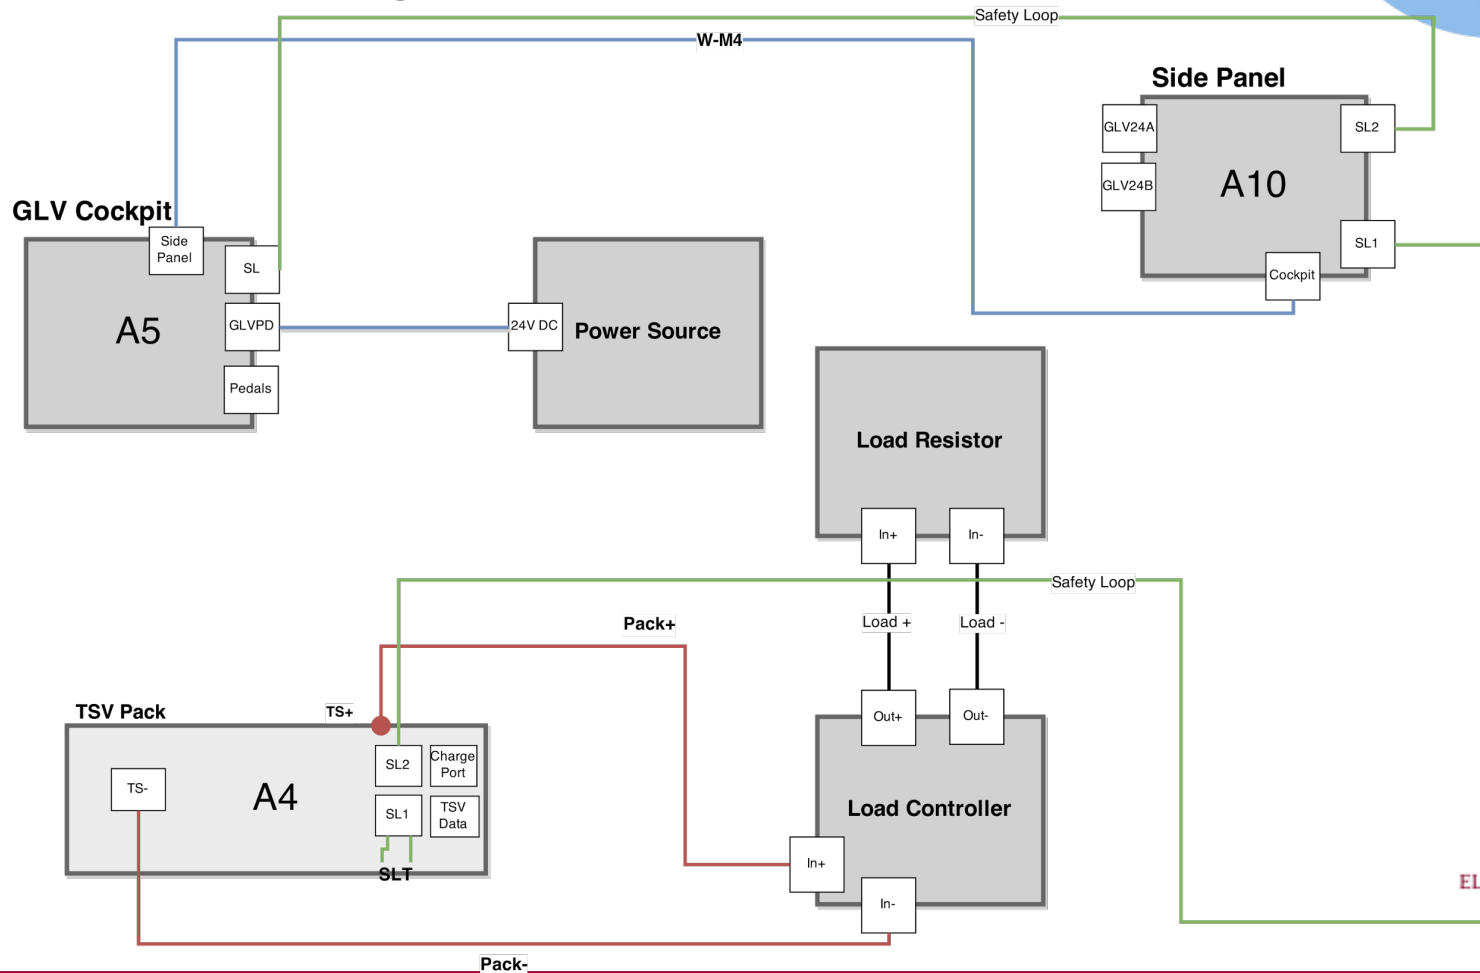 Safety Loop
W-M4
Side Panel
GLV24A
SL2
GLV24B
A10
GLV Cockpit
Side
Panel
SL
SL1
Cockpit
A5
GLVPD
24V DC
Power Source
Pedals
Load Resistor
In+
In-
Safety Loop
Pack+
Load +
Load -
TSV Pack
TS+
Out+
Out-
SL2
Charge
Port
TS-
A4
SL1
TSV
Data
Load Controller
In+
SLT
In-
EL
Pack-